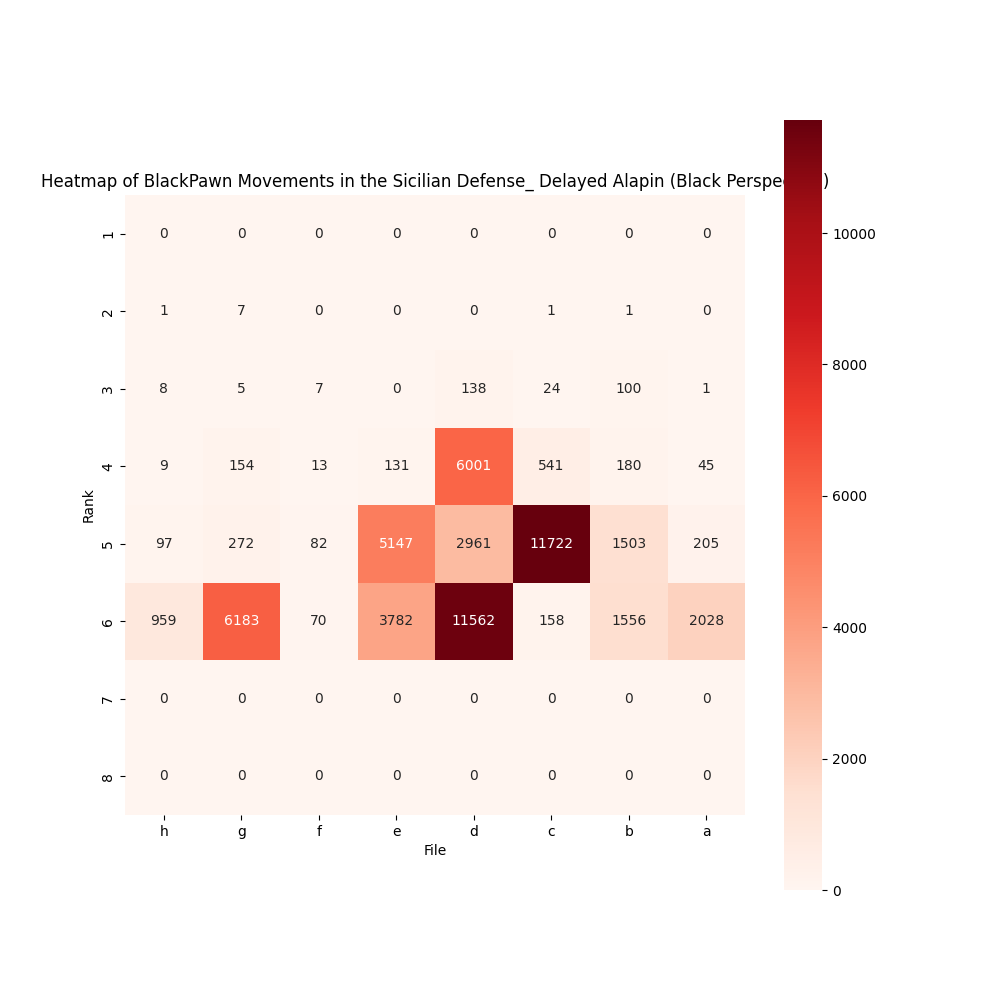 Heatmap of BlackPawn Movements in the Sicilian Defense_ Delayed Alapin (Black Perspective)
1 0 0 0 0 0 0 0 0
2 1 7 0 0 0 1 1 0
3 8 5 7 0 138 24 100 1
4 9 154 13 131 6001 541 180 45
5 97 272 82 5147 2961 11722 1503 205
6 959 6183 70 3782 11562 158 1556 2028
7 0 0 0 0 0 0 0 0
8 0 0 0 0 0 0 0 0
h g f e d c b a
File
Rank
10000
8000
6000
4000
2000
0